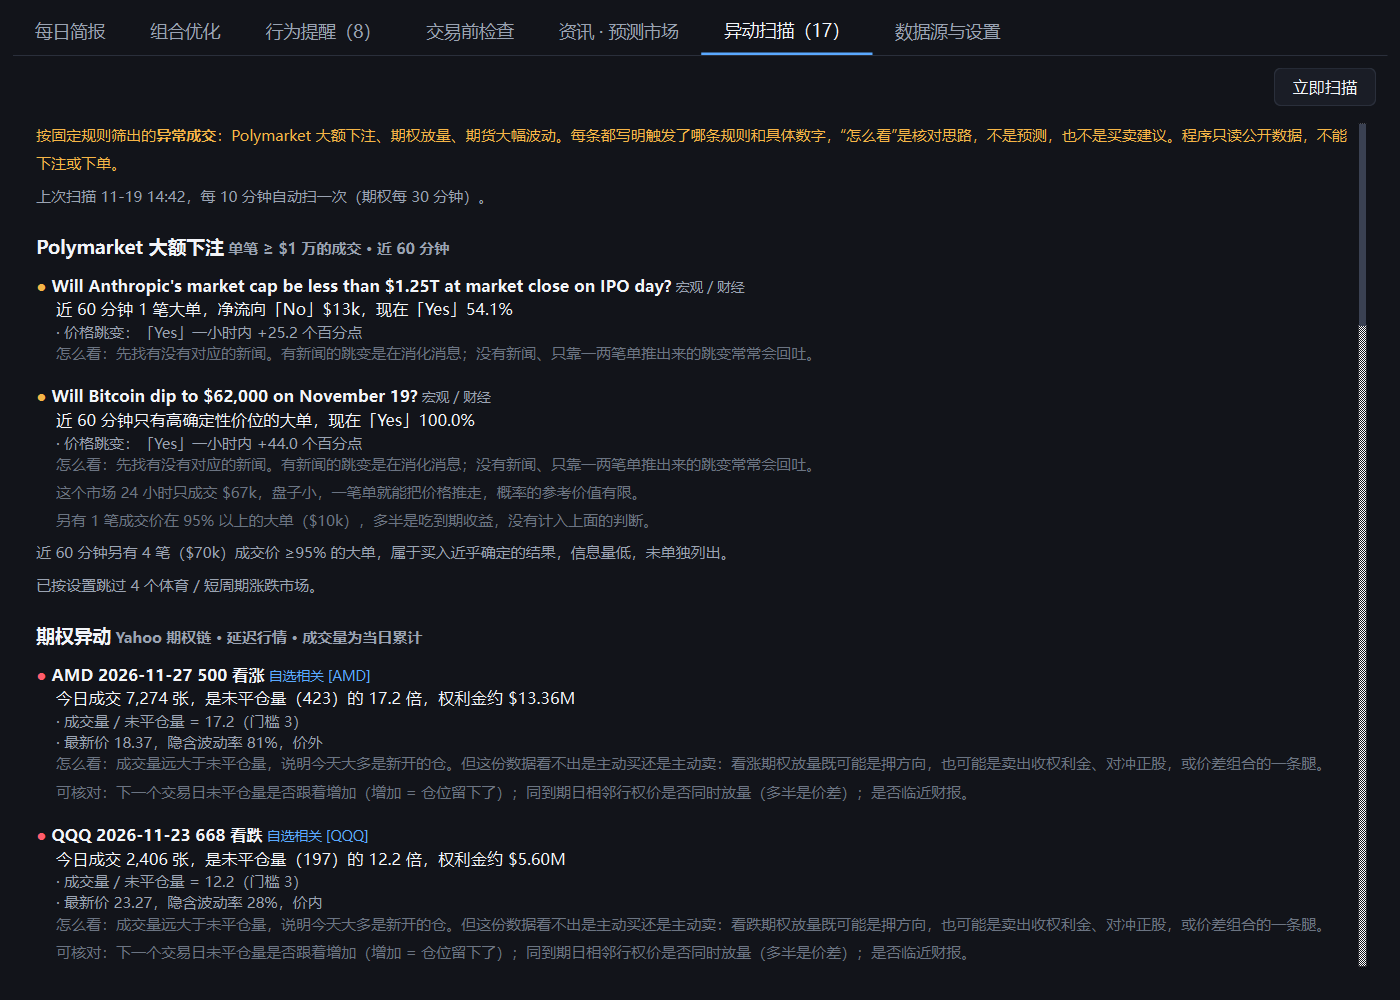 每日简报 组合优化 行为提醒（8） 交易前检查 资讯 · 预测市场 异动扫描（17） 数据源与设置
立即扫描
按固定规则筛出的异常成交：Polymarket 大额下注、期权放量、期货大幅波动。每条都写明触发了哪条规则和具体数字，“怎么看”是核对思路，不是预测，也不是买卖建议。程序只读公开数据，不能
下注或下单。
上次扫描 11-19 14:42，每 10 分钟自动扫一次（期权每 30 分钟）。
Polymarket 大额下注 单笔 ≥ $1 万的成交 • 近 60 分钟
● Will Anthropic's market cap be less than $1.25T at market close on IPO day? 宏观 / 财经
近 60 分钟 1 笔大单，净流向「No」$13k，现在「Yes」54.1%
· 价格跳变：「Yes」一小时内 +25.2 个百分点
怎么看：先找有没有对应的新闻。有新闻的跳变是在消化消息；没有新闻、只靠一两笔单推出来的跳变常常会回吐。
● Will Bitcoin dip to $62,000 on November 19? 宏观 / 财经
近 60 分钟只有高确定性价位的大单，现在「Yes」100.0%
· 价格跳变：「Yes」一小时内 +44.0 个百分点
怎么看：先找有没有对应的新闻。有新闻的跳变是在消化消息；没有新闻、只靠一两笔单推出来的跳变常常会回吐。
这个市场 24 小时只成交 $67k，盘子小，一笔单就能把价格推走，概率的参考价值有限。
另有 1 笔成交价在 95% 以上的大单（$10k），多半是吃到期收益，没有计入上面的判断。
近 60 分钟另有 4 笔（$70k）成交价 ≥95% 的大单，属于买入近乎确定的结果，信息量低，未单独列出。
已按设置跳过 4 个体育 / 短周期涨跌市场。
期权异动 Yahoo 期权链 • 延迟行情 • 成交量为当日累计
● AMD 2026-11-27 500 看涨 自选相关 [AMD]
今日成交 7,274 张，是未平仓量（423）的 17.2 倍，权利金约 $13.36M
· 成交量 / 未平仓量 = 17.2（门槛 3）
· 最新价 18.37，隐含波动率 81%，价外
怎么看：成交量远大于未平仓量，说明今天大多是新开的仓。但这份数据看不出是主动买还是主动卖：看涨期权放量既可能是押方向，也可能是卖出收权利金、对冲正股，或价差组合的一条腿。
可核对：下一个交易日未平仓量是否跟着增加（增加 = 仓位留下了）；同到期日相邻行权价是否同时放量（多半是价差）；是否临近财报。
● QQQ 2026-11-23 668 看跌 自选相关 [QQQ]
今日成交 2,406 张，是未平仓量（197）的 12.2 倍，权利金约 $5.60M
· 成交量 / 未平仓量 = 12.2（门槛 3）
· 最新价 23.27，隐含波动率 28%，价内
怎么看：成交量远大于未平仓量，说明今天大多是新开的仓。但这份数据看不出是主动买还是主动卖：看跌期权放量既可能是押方向，也可能是卖出收权利金、对冲正股，或价差组合的一条腿。
可核对：下一个交易日未平仓量是否跟着增加（增加 = 仓位留下了）；同到期日相邻行权价是否同时放量（多半是价差）；是否临近财报。